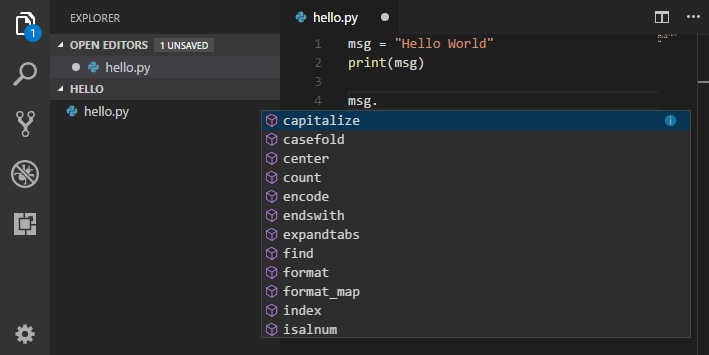 EXPLORER
OPEN EDITORS 1 UNSAVED
hello.py
HELLO
hello.py
1
hello.py
1 msg = "Hello World"
2 print(msg)
3
4 msg.
capitalize
casefold
center
count
encode
endswith
expandtabs
find
format
format_map
index
isalnum